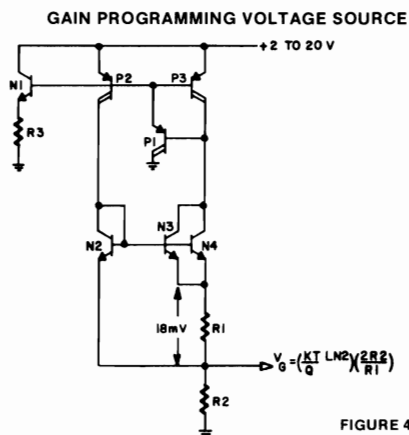 GAIN PROGRAMMING VOLTAGE SOURCE
+2 TO 20 V
N1
P2
P3
R3
P1
N3
N2
N4
18mV
R1
V_G = (KT/Q LN2)(2R2/R1)
R2
FIGURE 4